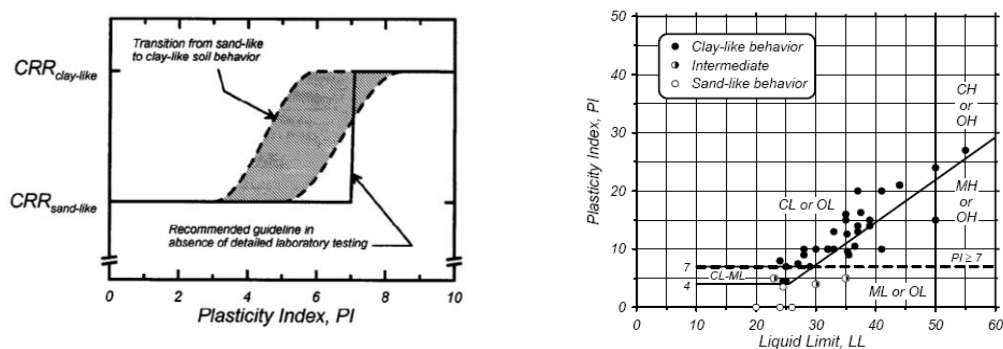 Transition from sand-like
to clay-like soil behavior
CRRclay-like
CRRsand-like
Recommended guideline in
absence of detailed laboratory testing
0 2 4 6 8 10
Plasticity Index, PI
50
40
30
20
10
7
4
0
Plasticity Index, PI
Clay-like behavior
Intermediate
Sand-like behavior
CH
or
OH
CL or OL
MH
or
OH
PI ≥ 7
CL-ML
ML or OL
0 10 20 30 40 50 60
Liquid Limit, LL